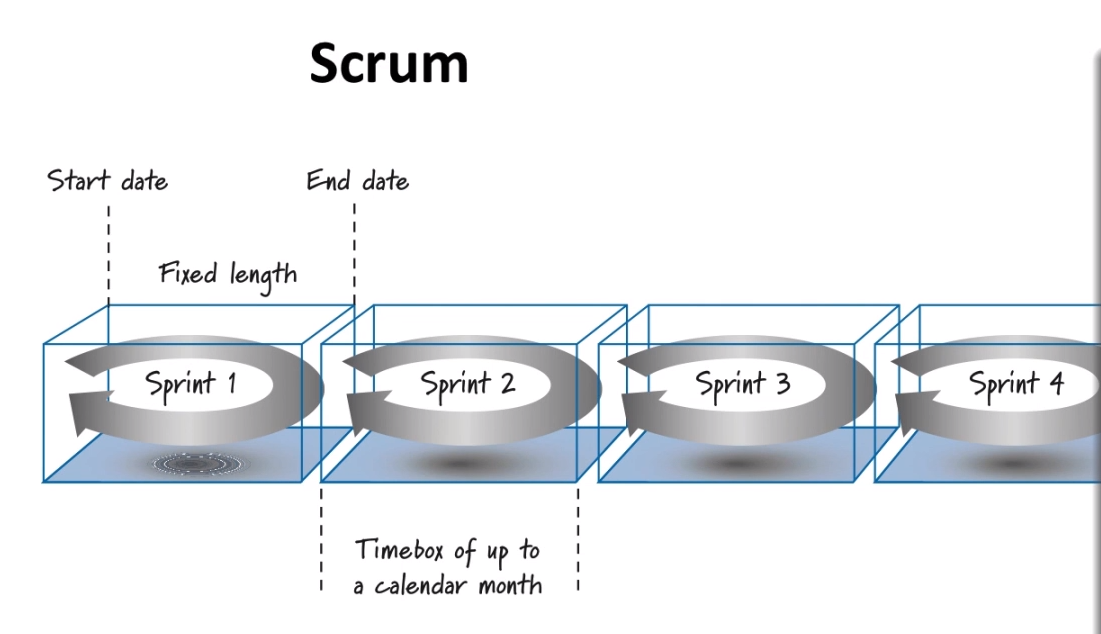 Scrum
Start date
End date
Fixed length
Sprint 1
Sprint 2
Sprint 3
Sprint 4
Timebox of up to
a calendar month